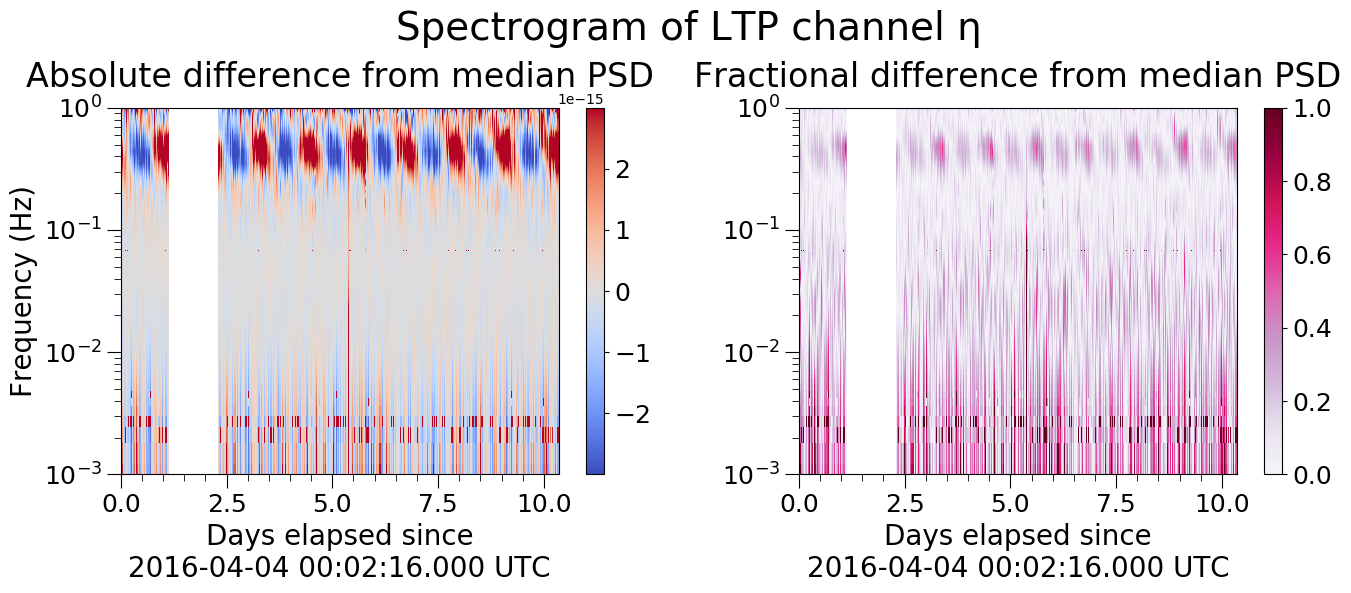 Spectrogram of LTP channel η
Absolute difference from median PSD
Fractional difference from median PSD
1e−15
Frequency (Hz)
10⁰
10⁻¹
10⁻²
10⁻³
0.0 2.5 5.0 7.5 10.0
Days elapsed since
2016-04-04 00:02:16.000 UTC
2
1
0
−1
−2
10⁰
10⁻¹
10⁻²
10⁻³
0.0 2.5 5.0 7.5 10.0
Days elapsed since
2016-04-04 00:02:16.000 UTC
1.0
0.8
0.6
0.4
0.2
0.0